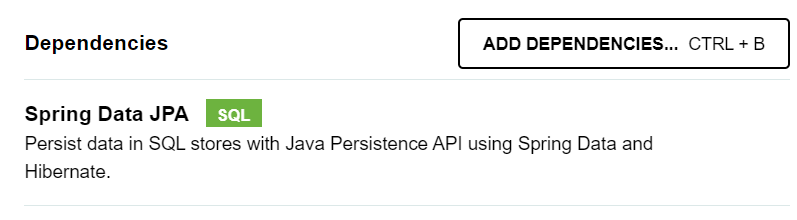 Dependencies
ADD DEPENDENCIES... CTRL + B
Spring Data JPA SQL
Persist data in SQL stores with Java Persistence API using Spring Data and
Hibernate.